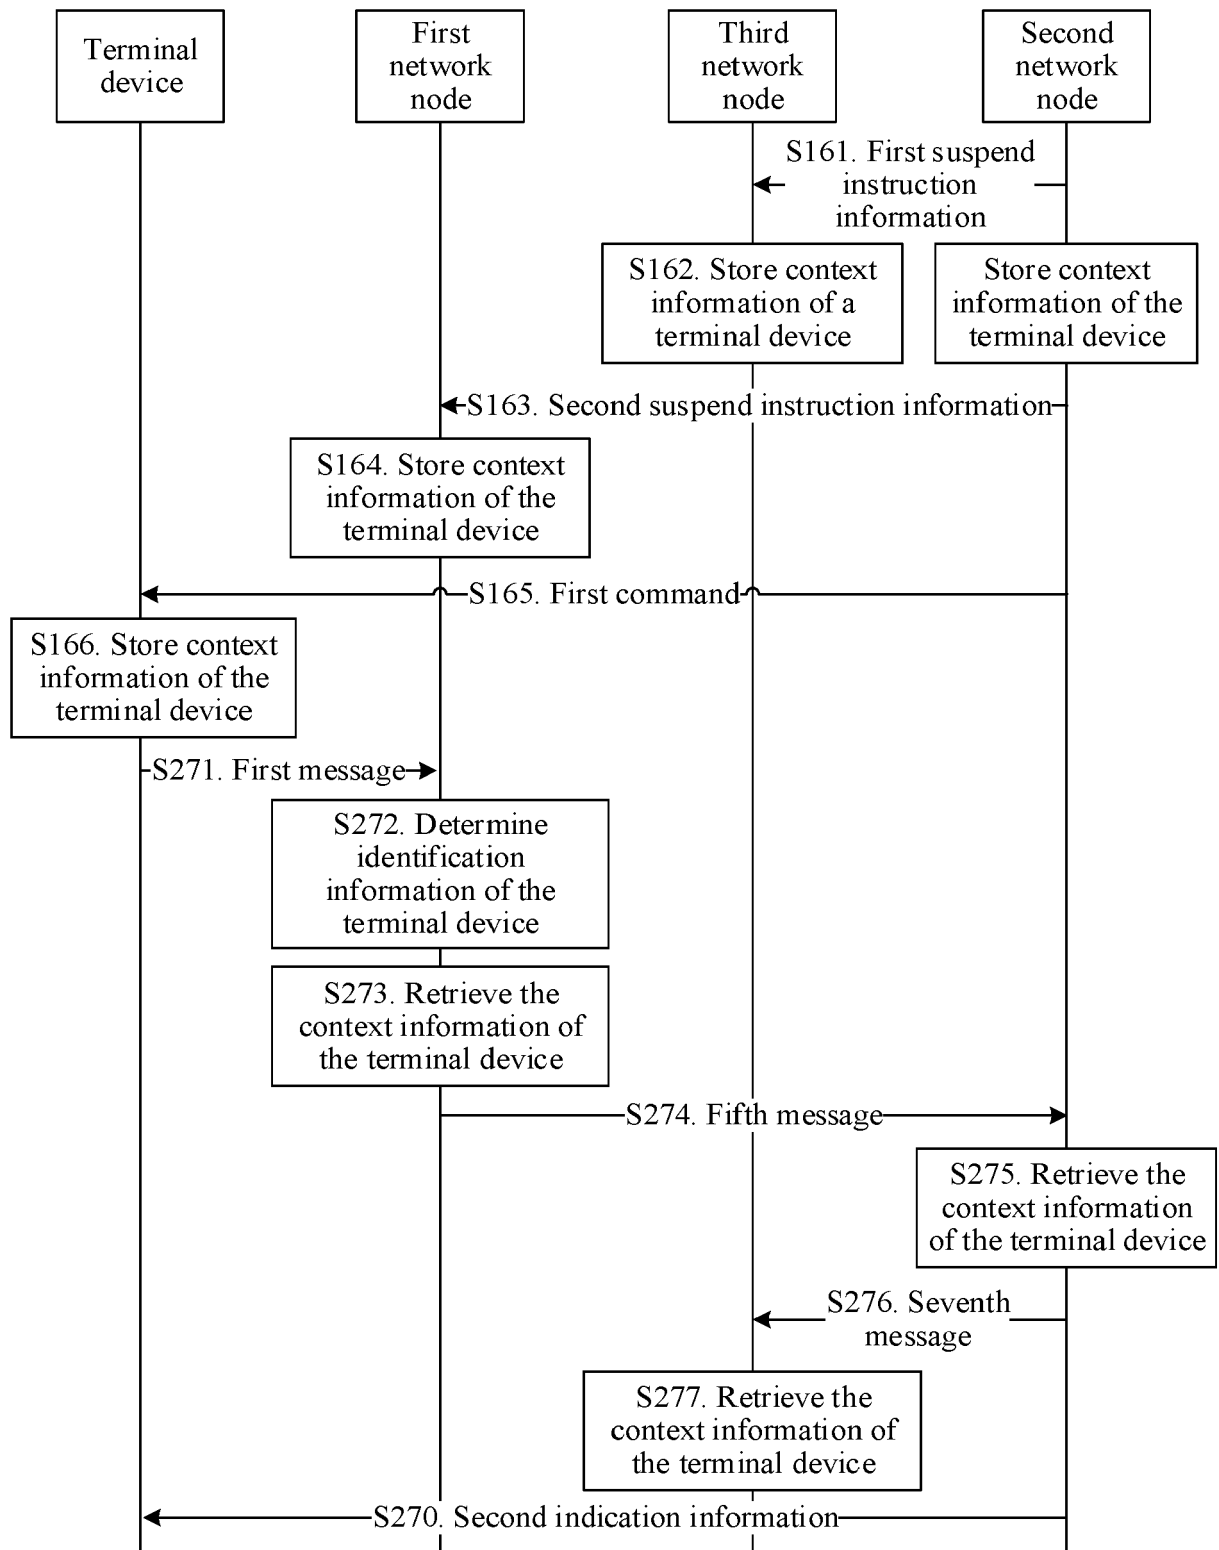 Terminal
device
First
network
node
Third
network
node
Second
network
node
S161. First suspend
instruction
information
S162. Store context
information of a
terminal device
Store context
information of the
terminal device
S163. Second suspend instruction information
S164. Store context
information of the
terminal device
S165. First command
S166. Store context
information of the
terminal device
S271. First message
S272. Determine
identification
information of the
terminal device
S273. Retrieve the
context information of
the terminal device
S274. Fifth message
S275. Retrieve the
context information
of the terminal device
S276. Seventh
message
S277. Retrieve the
context information of
the terminal device
S270. Second indication information